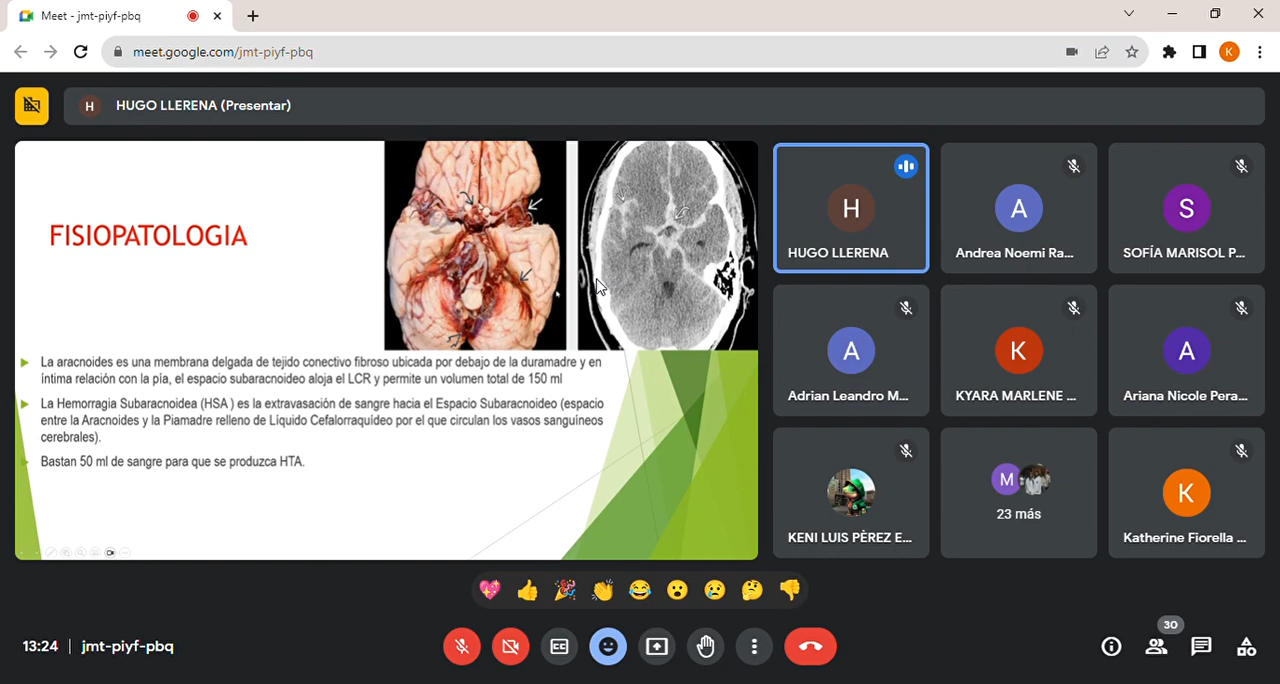 Meet - jmt-piyf-pbq
meet.google.com/jmt-piyf-pbq
K
H
HUGO LLERENA (Presentar)
FISIOPATOLOGIA
La aracnoides es una membrana delgada de tejido conectivo fibroso ubicada por debajo de la duramadre y en
íntima relación con la pía, el espacio subaracnoideo aloja el LCR y permite un volumen total de 150 ml
La Hemorragia Subaracnoidea (HSA ) es la extravasación de sangre hacia el Espacio Subaracnoideo (espacio
entre la Aracnoides y la Piamadre relleno de Líquido Cefalorraquídeo por el que circulan los vasos sanguíneos
cerebrales).
Bastan 50 ml de sangre para que se produzca HTA.
H
HUGO LLERENA
A
Andrea Noemi Ra...
S
SOFÍA MARISOL P...
A
Adrian Leandro M...
K
KYARA MARLENE ...
A
Ariana Nicole Pera...
KENI LUIS PÈREZ E...
M
23 más
K
Katherine Fiorella ...
13:24 | jmt-piyf-pbq
CC
30